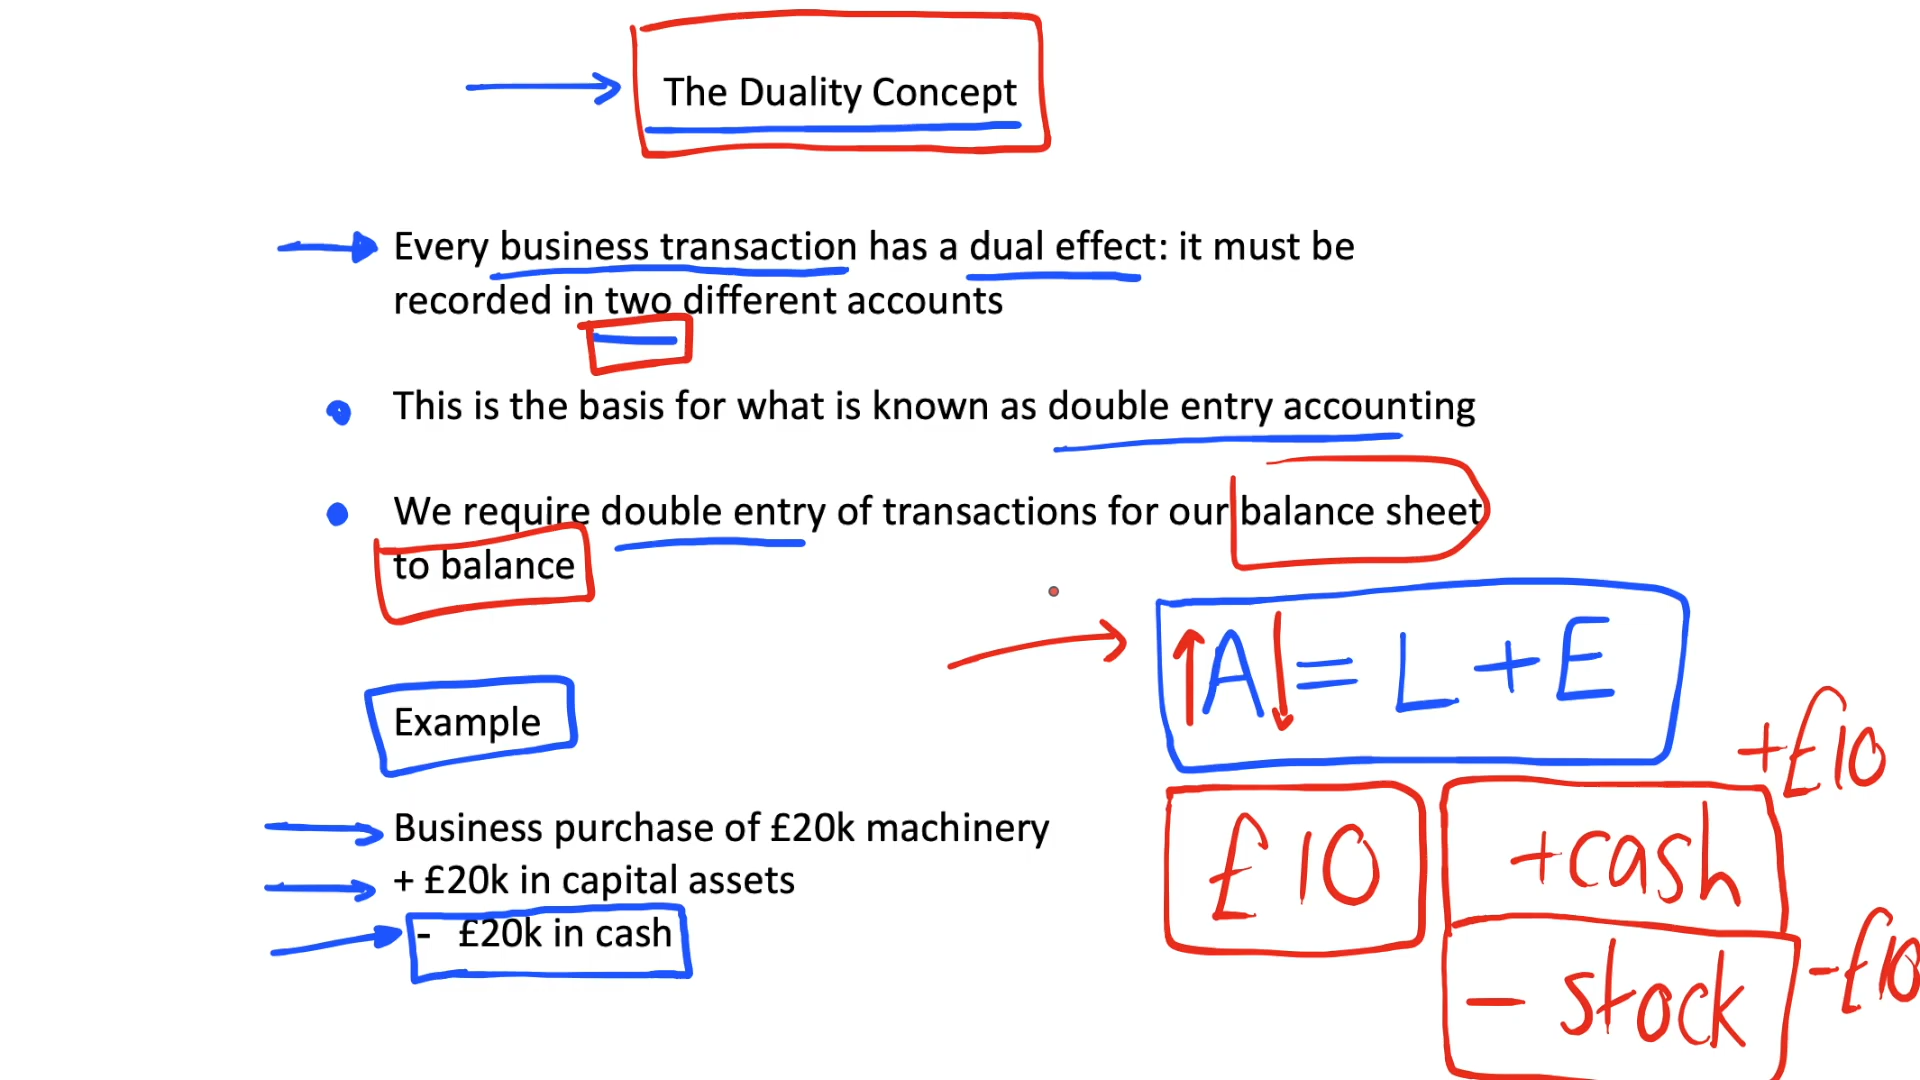 The Duality Concept
Every business transaction has a dual effect: it must be
recorded in two different accounts
This is the basis for what is known as double entry accounting
We require double entry of transactions for our balance sheet
to balance
A = L + E
Example
+£10
Business purchase of £20k machinery
£10
+cash
+ £20k in capital assets
- £20k in cash
- stock
-£10